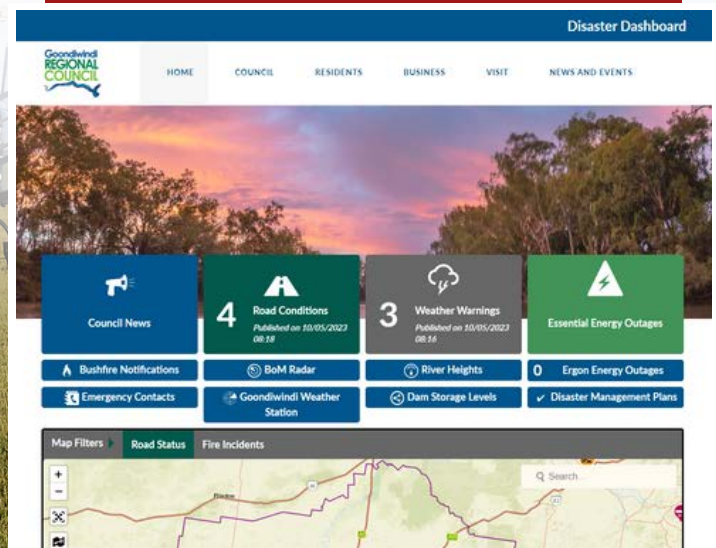 Disaster Dashboard
Goondiwindi
REGIONAL
COUNCIL
HOME COUNCIL RESIDENTS BUSINESS VISIT NEWS AND EVENTS
Council News
4 Road Conditions
Published on 10/05/2023
08:18
3 Weather Warnings
Published on 10/05/2023
08:16
Essential Energy Outages
Bushfire Notifications
BoM Radar
River Heights
0 Ergon Energy Outages
Emergency Contacts
Goondiwindi Weather
Station
Dam Storage Levels
Disaster Management Plans
Map Filters Road Status Fire Incidents
+
Search...
-